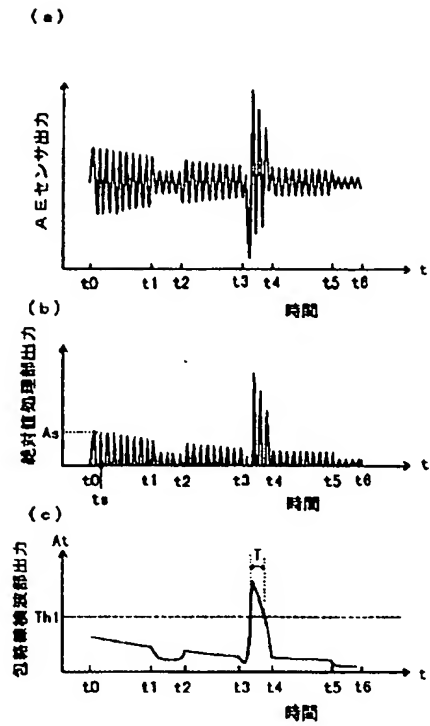 (a)
AEセンサ出力
t0 t1 t2 t3 t4 t5 t6 t
時間
(b)
絶対値処理部出力
As
t0 t1 t2 t3 t4 t5 t6 t
ts
時間
(c)
包絡線検波部出力
At
T
Th1
t0 t1 t2 t3 t4 t5 t6 t
時間